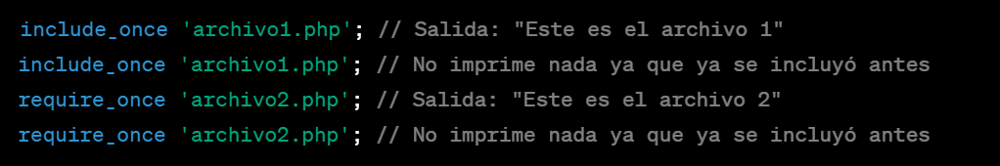 include_once 'archivo1.php'; // Salida: "Este es el archivo 1"
include_once 'archivo1.php'; // No imprime nada ya que ya se incluyó antes
require_once 'archivo2.php'; // Salida: "Este es el archivo 2"
require_once 'archivo2.php'; // No imprime nada ya que ya se incluyó antes